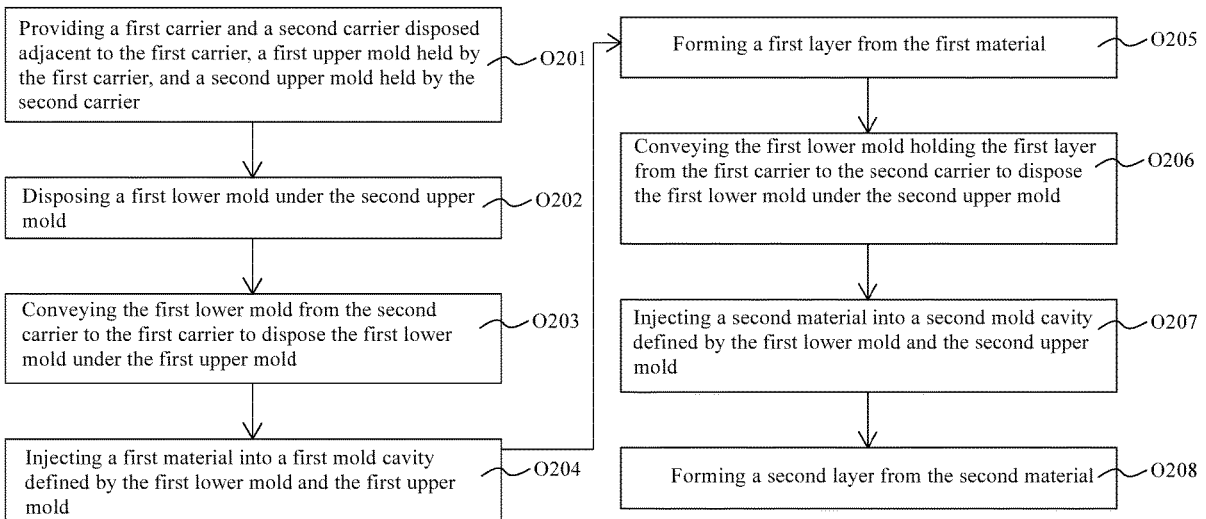 Providing a first carrier and a second carrier disposed
adjacent to the first carrier, a first upper mold held by
the first carrier, and a second upper mold held by the
second carrier
O201
Disposing a first lower mold under the second upper
mold
O202
Conveying the first lower mold from the second
carrier to the first carrier to dispose the first lower
mold under the first upper mold
O203
Injecting a first material into a first mold cavity
defined by the first lower mold and the first upper
mold
O204
Forming a first layer from the first material
O205
Conveying the first lower mold holding the first layer
from the first carrier to the second carrier to dispose
the first lower mold under the second upper mold
O206
Injecting a second material into a second mold cavity
defined by the first lower mold and the second upper
mold
O207
Forming a second layer from the second material
O208